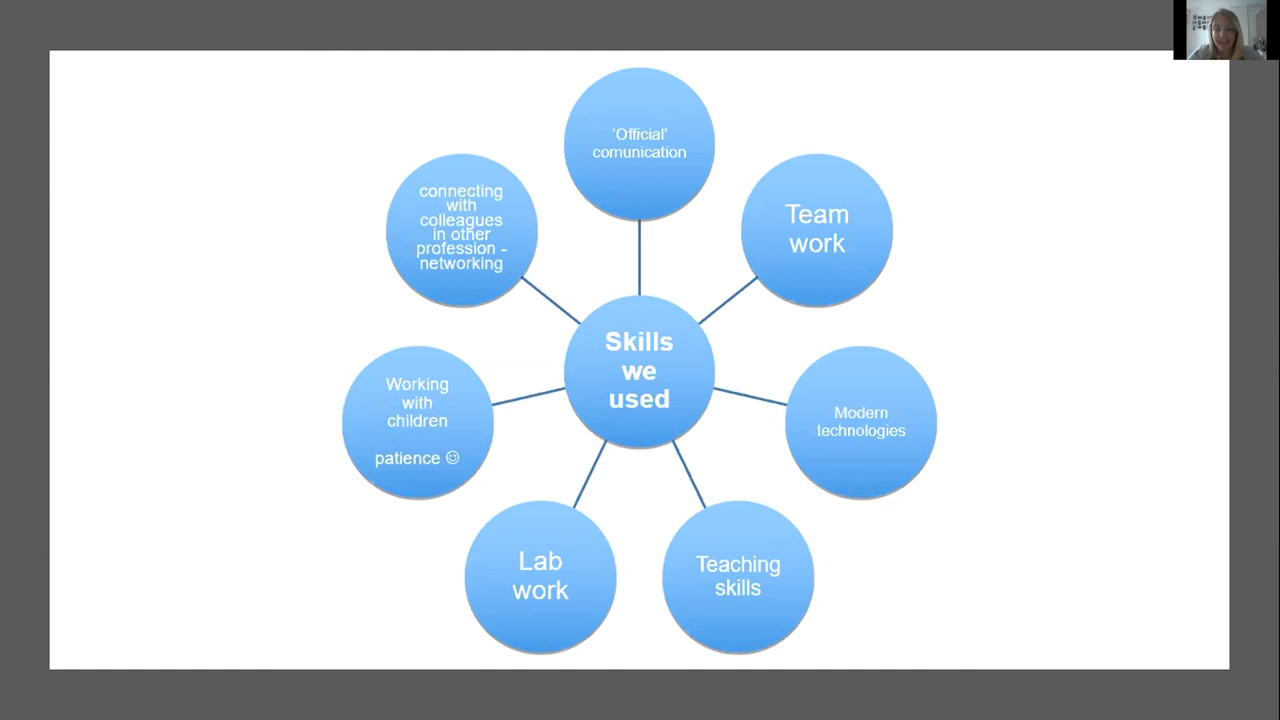 'Official'
comunication
Team
work
Modern
technologies
Teaching
skills
Lab
work
Working
with
children
patience ☺
connecting
with
colleagues
in other
profession -
networking
Skills
we
used